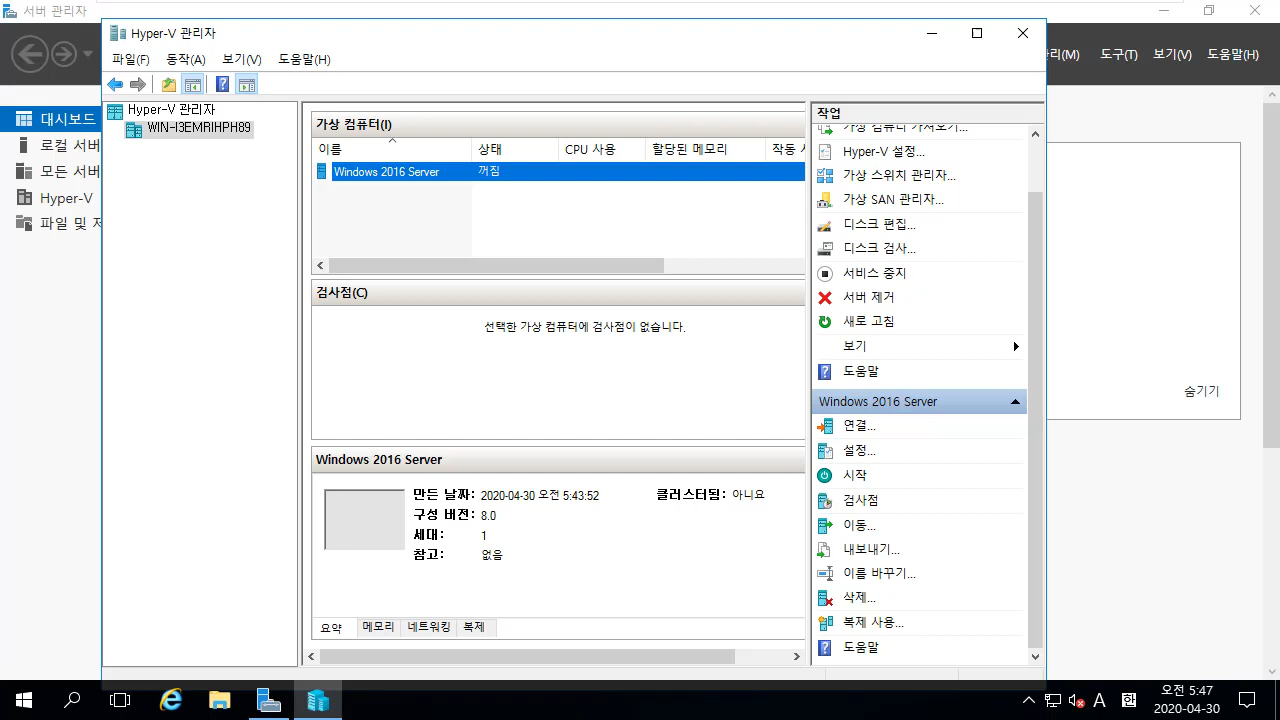 서버 관리자
Hyper-V 관리자
파일(F) 동작(A) 보기(V) 도움말(H)
리(M) 도구(T) 보기(V) 도움말(H)
대시보드
로컬 서버
모든 서버
Hyper-V
파일 및 저
Hyper-V 관리자
WIN-I3EMRIHPH89
가상 컴퓨터(I)
이름 상태 CPU 사용 할당된 메모리 작동 시
Windows 2016 Server 꺼짐
검사점(C)
선택한 가상 컴퓨터에 검사점이 없습니다.
Windows 2016 Server
만든 날짜: 2020-04-30 오전 5:43:52 클러스터됨: 아니요
구성 버전: 8.0
세대: 1
참고: 없음
요약 메모리 네트워킹 복제
작업
가상 컴퓨터 가져오기...
Hyper-V 설정...
가상 스위치 관리자...
가상 SAN 관리자...
디스크 편집...
디스크 검사...
서비스 중지
서버 제거
새로 고침
보기
도움말
Windows 2016 Server
연결...
설정...
시작
검사점
이동...
내보내기...
이름 바꾸기...
삭제...
복제 사용...
도움말
숨기기
A 한 오전 5:47
2020-04-30